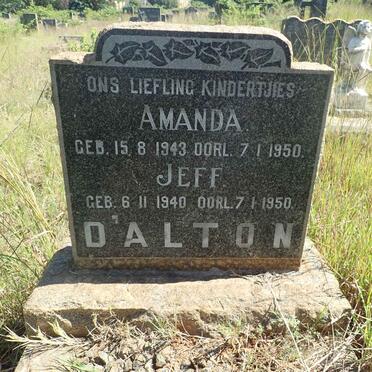 ONS LIEFLING KINDERTJIES
AMANDA
GEB. 15. 8 1943 OORL. 7/1 1950.
JEFF
GEB. 6 11 1940 OORL. 7/1 1950.
D'ALTON